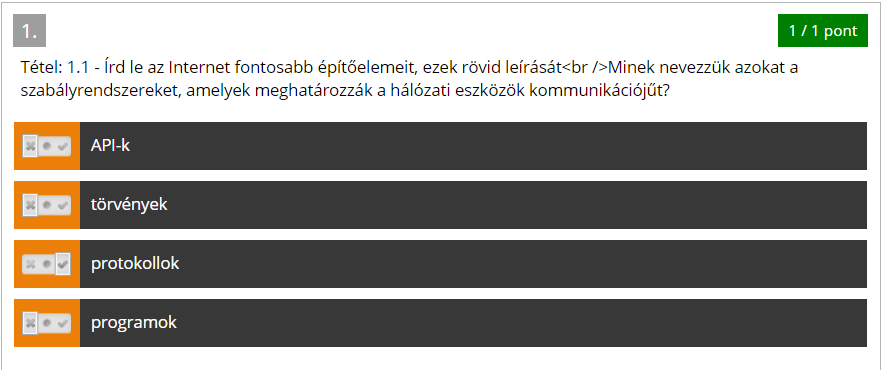 1.
1 / 1 pont
Tétel: 1.1 - Írd le az Internet fontosabb építőelemeit, ezek rövid leírását<br />Minek nevezzük azokat a
szabályrendszereket, amelyek meghatározzák a hálózati eszközök kommunikációjűt?
API-k
törvények
protokollok
programok